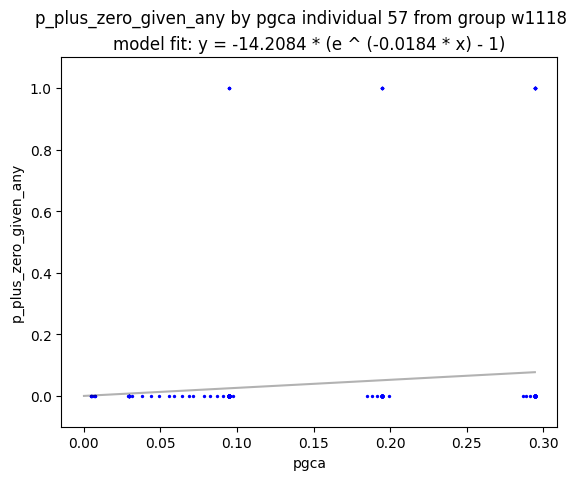 p_plus_zero_given_any by pgca individual 57 from group w1118
model fit: y = -14.2084 * (e ^ (-0.0184 * x) - 1)
1.0
0.8
0.6
0.4
0.2
0.0
p_plus_zero_given_any
0.00 0.05 0.10 0.15 0.20 0.25 0.30
pgca